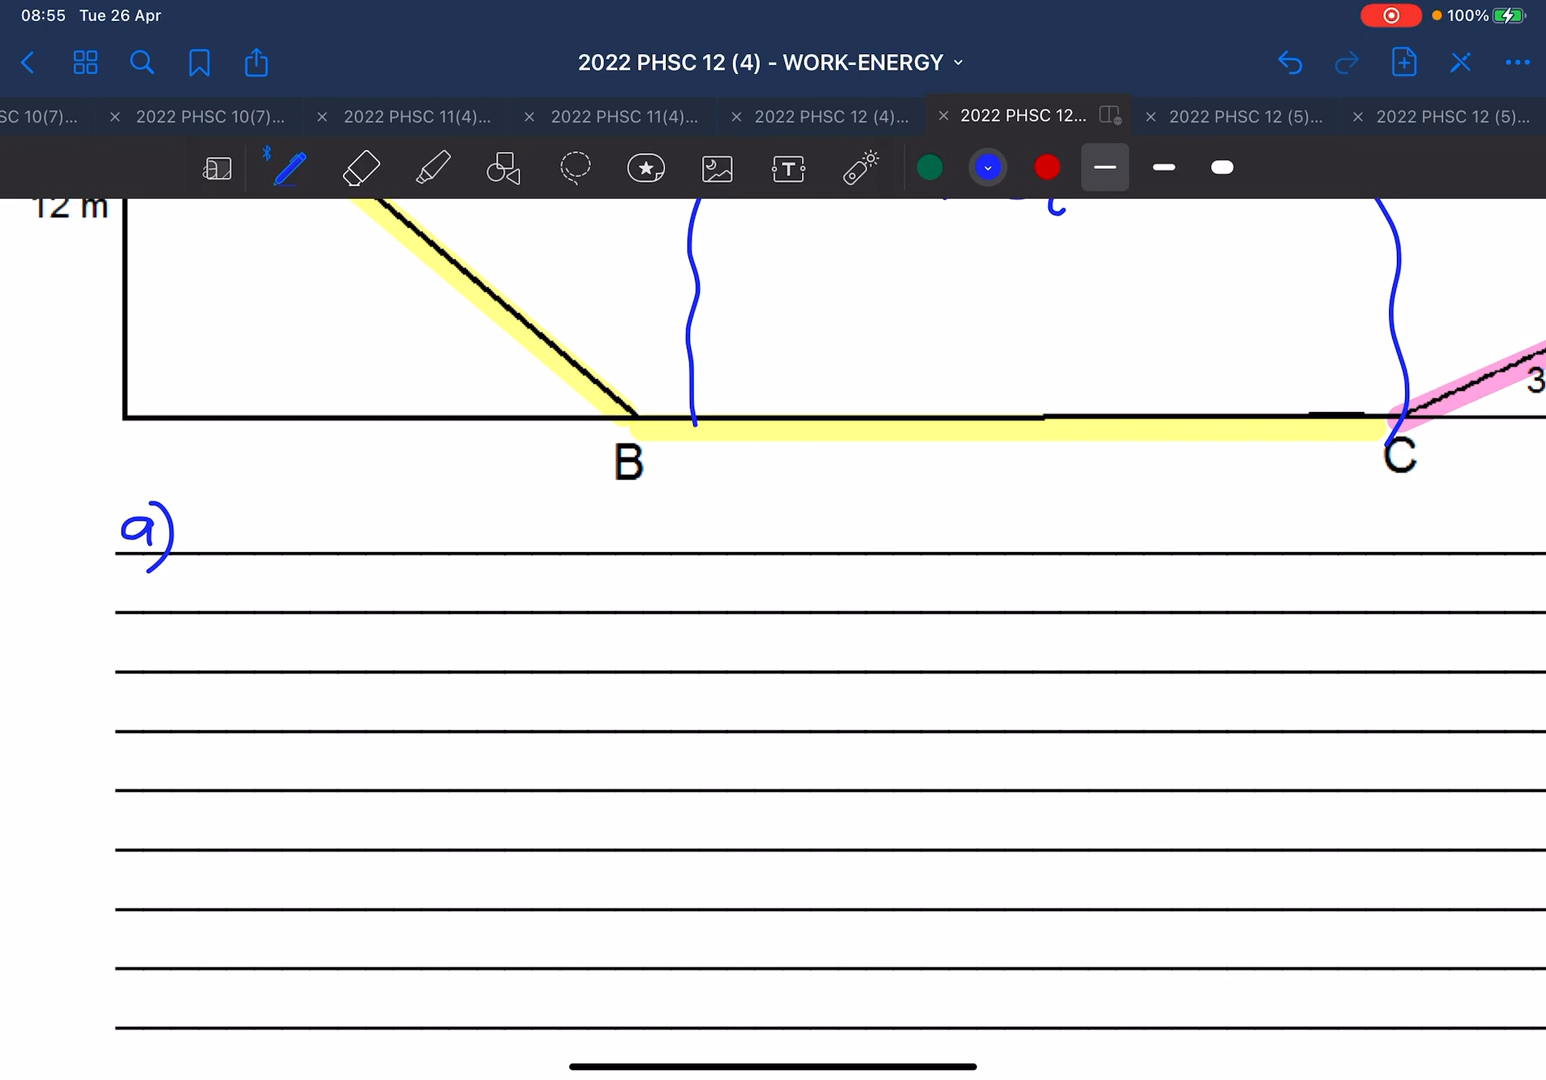 08:55 Tue 26 Apr
100%
2022 PHSC 12 (4) - WORK-ENERGY
SC 10(7)...
2022 PHSC 10(7)...
2022 PHSC 11(4)...
2022 PHSC 11(4)...
2022 PHSC 12 (4)...
2022 PHSC 12...
2022 PHSC 12 (5)...
2022 PHSC 12 (5)...
T
12 m
3
B
C
a)